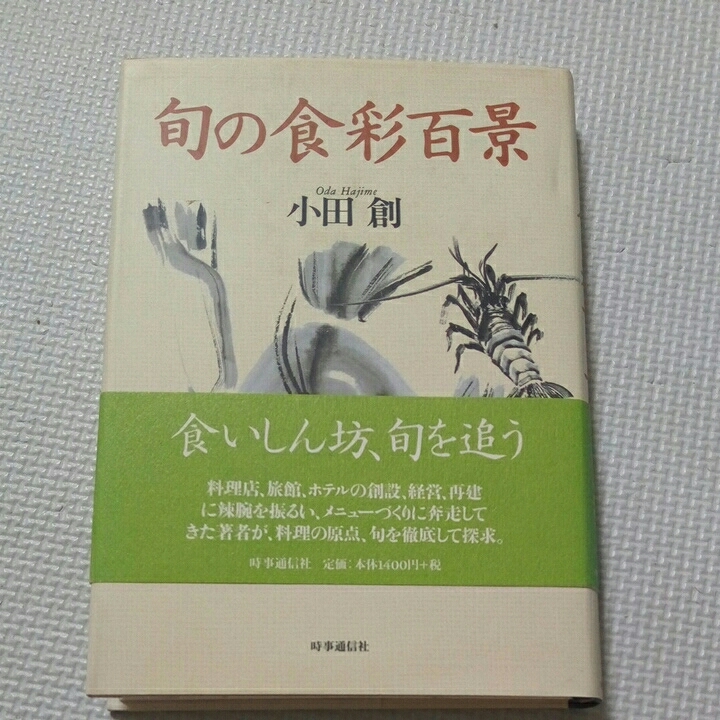 旬の食彩百景
Oda Hajime
小田 創
食いしん坊、旬を追う
料理店、旅館、ホテルの創設、経営、再建
に辣腕を振るい、メニューづくりに奔走して
きた著者が、料理の原点、旬を徹底して探求。
時事通信社 定価：本体1400円+税
時事通信社